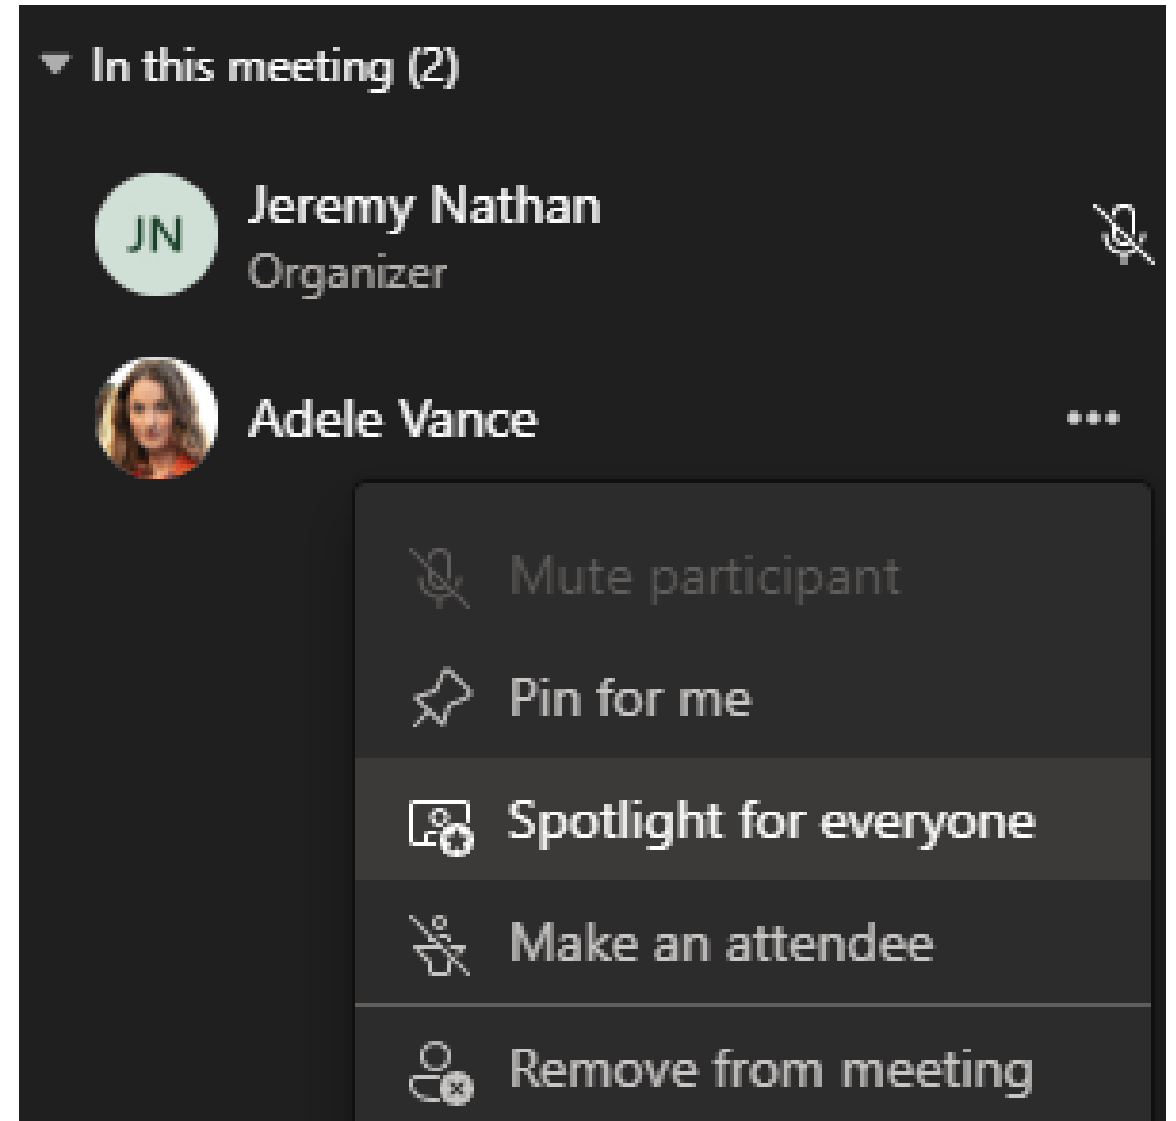 In this meeting (2)
JN
Jeremy Nathan
Organizer
Adele Vance
Mute participant
Pin for me
Spotlight for everyone
Make an attendee
Remove from meeting